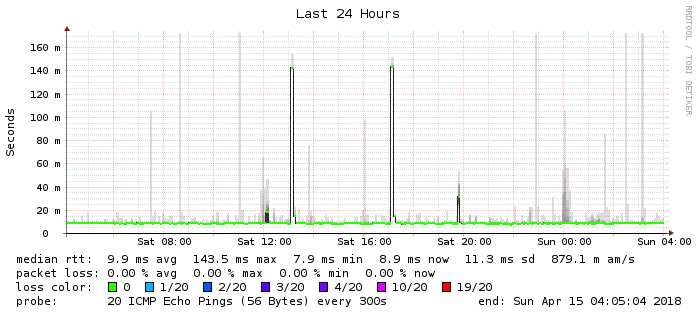 Last 24 Hours
RRDTOOL / TOBI OETIKER
Seconds
160 m
140 m
120 m
100 m
80 m
60 m
40 m
20 m
0
Sat 08:00 Sat 12:00 Sat 16:00 Sat 20:00 Sun 00:00 Sun 04:00
median rtt: 9.9 ms avg 143.5 ms max 7.9 ms min 8.9 ms now 11.3 ms sd 879.1 m am/s
packet loss: 0.00 % avg 0.00 % max 0.00 % min 0.00 % now
loss color: 0 1/20 2/20 3/20 4/20 10/20 19/20
probe: 20 ICMP Echo Pings (56 Bytes) every 300s end: Sun Apr 15 04:05:04 2018